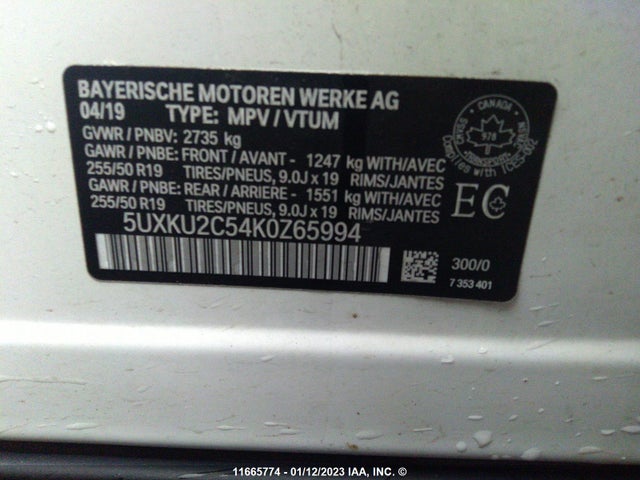 BAYERISCHE MOTOREN WERKE AG
04/19 TYPE: MPV / VTUM
GVWR / PNBV: 2735 kg
GAWR / PNBE: FRONT / AVANT - 1247 kg WITH/AVEC
255/50 R19 TIRES/PNEUS, 9.0J x 19 RIMS/JANTES
GAWR / PNBE: REAR / ARRIERE - 1551 kg WITH/AVEC
255/50 R19 TIRES/PNEUS, 9.0J x 19 RIMS/JANTES
5UXKU2C54K0Z65994
CANADA
978
EC
300/0
7 353 401
11665774 - 01/12/2023 IAA, INC. ©